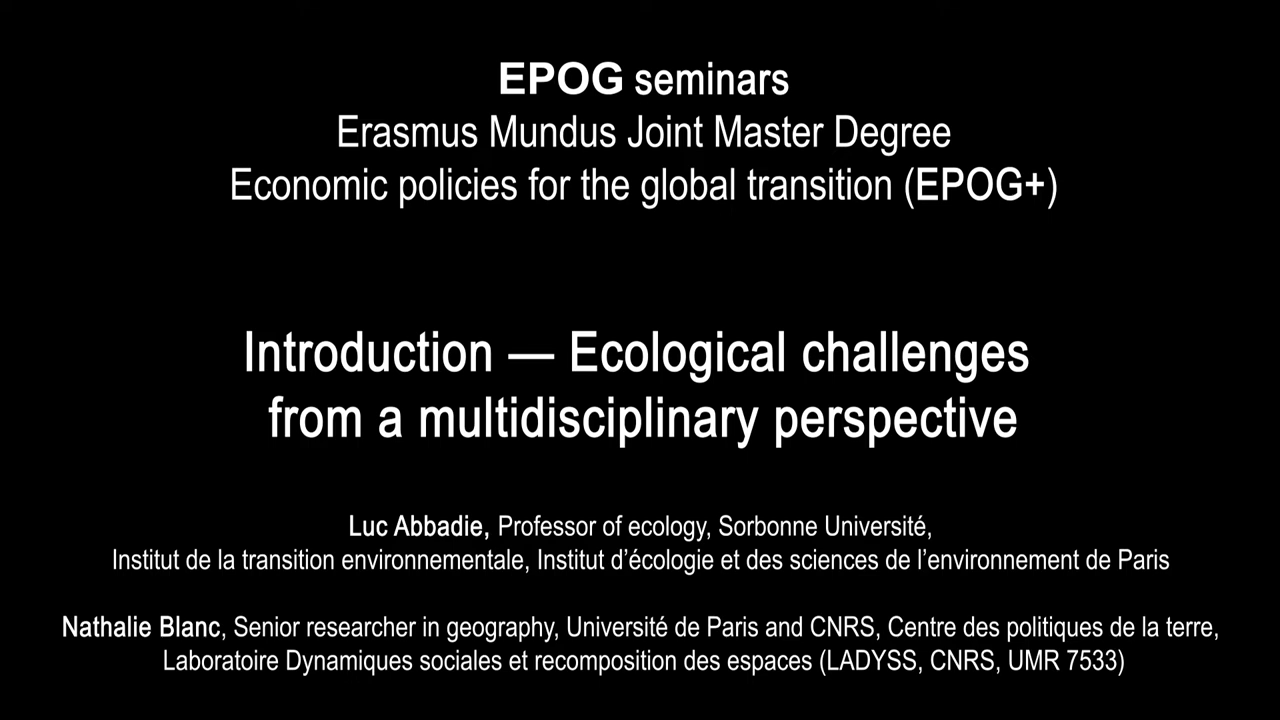 EPOG seminars
Erasmus Mundus Joint Master Degree
Economic policies for the global transition (EPOG+)
Introduction — Ecological challenges
from a multidisciplinary perspective
Luc Abbadie, Professor of ecology, Sorbonne Université,
Institut de la transition environnementale, Institut d’écologie et des sciences de l’environnement de Paris
Nathalie Blanc, Senior researcher in geography, Université de Paris and CNRS, Centre des politiques de la terre,
Laboratoire Dynamiques sociales et recomposition des espaces (LADYSS, CNRS, UMR 7533)